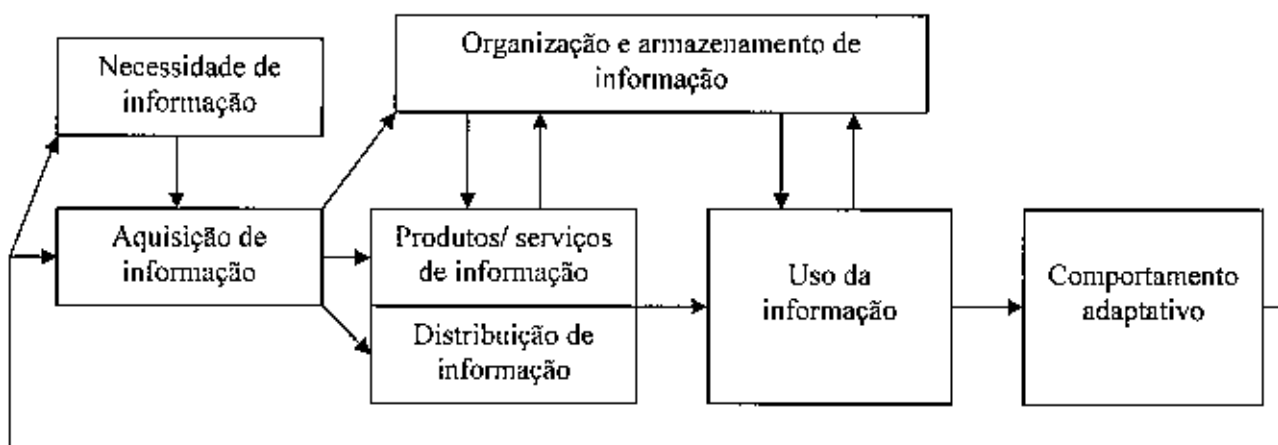 Necessidade de
informação
Organização e armazenamento de
informação
Aquisição de
informação
Produtos/ serviços
de informação
Distribuição de
informação
Uso da
informação
Comportamento
adaptativo